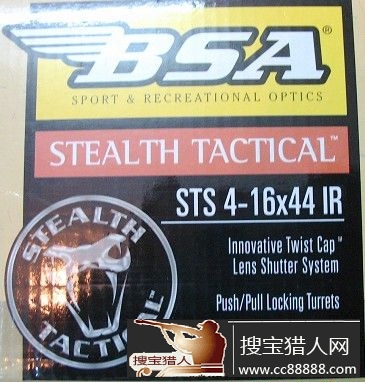 BSA®
SPORT & RECREATIONAL OPTICS
STEALTH TACTICAL™
STS 4-16x44 IR
Innovative Twist Cap™
Lens Shutter System
Push/Pull Locking Turrets
STEALTH
TACTICAL™
搜宝猎人
搜宝猎人网
www.cc88888.com